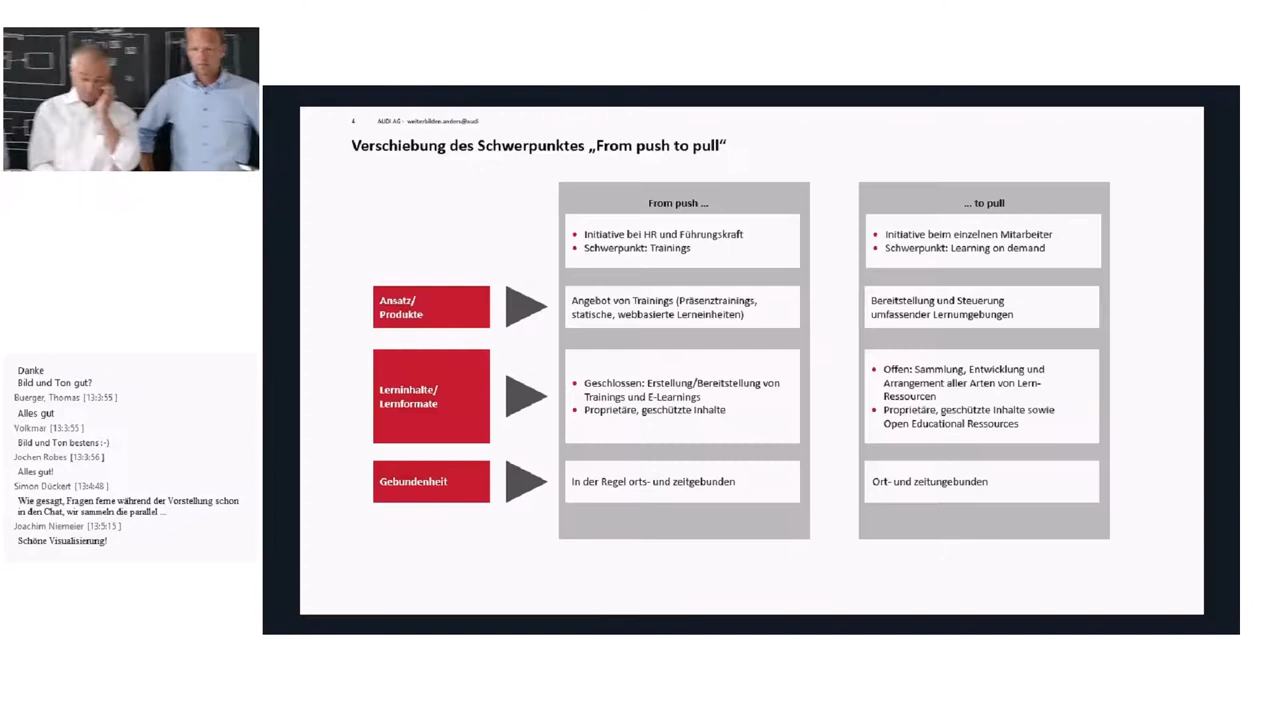 4 AUDI AG - weiterbilden.anders@audi
Verschiebung des Schwerpunktes „From push to pull“
From push ...
• Initiative bei HR und Führungskraft
• Schwerpunkt: Trainings
... to pull
• Initiative beim einzelnen Mitarbeiter
• Schwerpunkt: Learning on demand
Ansatz/
Produkte
Angebot von Trainings (Präsenztrainings,
statische, webbasierte Lerneinheiten)
Bereitstellung und Steuerung
umfassender Lernumgebungen
Lerninhalte/
Lernformate
• Geschlossen: Erstellung/Bereitstellung von
Trainings und E-Learnings
• Proprietäre, geschützte Inhalte
• Offen: Sammlung, Entwicklung und
Arrangement aller Arten von Lern-
Ressourcen
• Proprietäre, geschützte Inhalte sowie
Open Educational Ressources
Gebundenheit
In der Regel orts- und zeitgebunden
Ort- und zeitungebunden
Danke
Bild und Ton gut?
Buerger, Thomas [13:3:55 ]
Alles gut
Volkmar [13:3:55 ]
Bild und Ton bestens :-)
Jochen Robes [13:3:56 ]
Alles gut!
Simon Dückert [13:4:48 ]
Wie gesagt, Fragen ferne während der Vorstellung schon
in den Chat, wir sammeln die parallel ...
Joachim Niemeier [13:5:15 ]
Schöne Visualisierung!